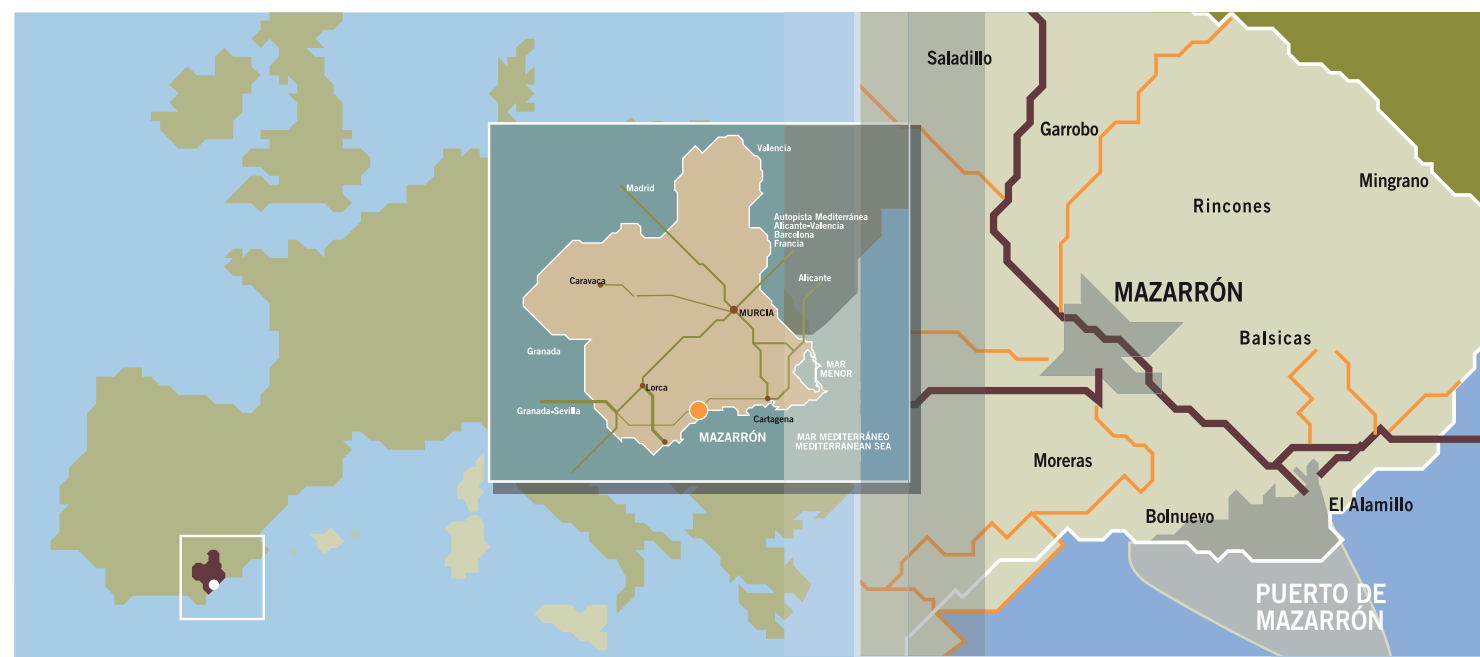 Valencia
Madrid
Autopista Mediterránea
Alicante-Valencia
Barcelona
Francia
Caravaca
Alicante
MURCIA
Granada
MAR
MENOR
Lorca
Granada-Sevilla
Cartagena
MAZARRÓN
MAR MEDITERRÁNEO
MEDITERRANEAN SEA
Saladillo
Garrobo
Mingrano
Rincones
MAZARRÓN
Balsicas
Moreras
El Alamillo
Bolnuevo
PUERTO DE
MAZARRÓN